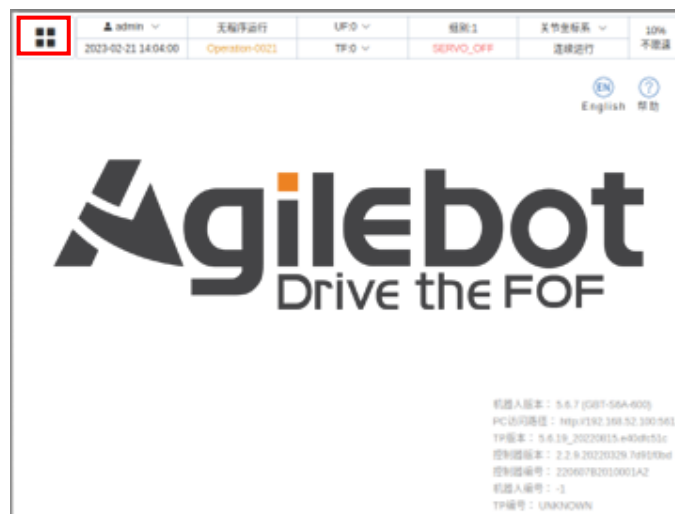 admin 无程序运行 UF:0 组别:1 关节坐标系 10%
2023-02-21 14:04:00 Operation-0021 TF:0 SERVO_OFF 连续运行 不限速
EN ?
English 帮助
Agilebot
Drive the FOF
机器人版本： 5.6.7 (GBT-S6A-600)
PC访问路径： http://192.168.52.100:561
TP版本： 5.6.19_20220815.
控制器版本： 2.2.9.20220329.
控制器编号：
机器人编号： -1
TP编号： UNKNOWN